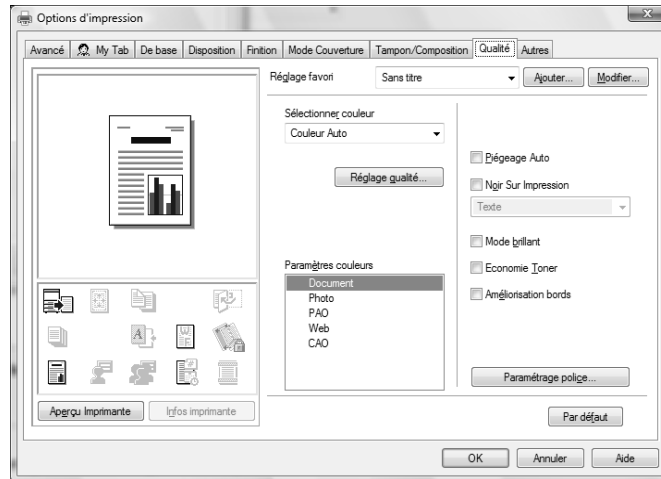 Options d'impression
Avancé My Tab De base Disposition Finition Mode Couverture Tampon/Composition Qualité Autres
Réglage favori Sans titre Ajouter... Modifier...
Sélectionner couleur
Couleur Auto
Réglage qualité...
Paramètres couleurs
Document
Photo
PAO
Web
CAO
Piégeage Auto
Noir Sur Impression
Texte
Mode brillant
Economie Toner
Améliorisation bords
Paramétrage police...
Aperçu Imprimante Infos imprimante
Par défaut
OK Annuler Aide